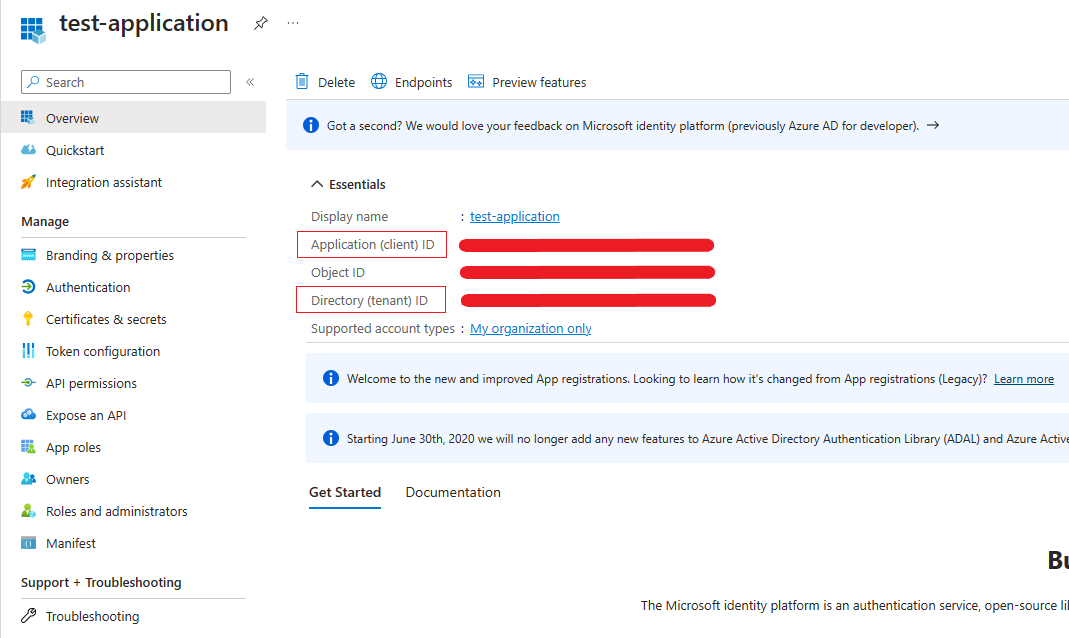 test-application
...
Search
«
Overview
Quickstart
Integration assistant
Manage
Branding & properties
Authentication
Certificates & secrets
Token configuration
API permissions
Expose an API
App roles
Owners
Roles and administrators
Manifest
Support + Troubleshooting
Troubleshooting
Delete Endpoints Preview features
Got a second? We would love your feedback on Microsoft identity platform (previously Azure AD for developer). →
Essentials
Display name : test-application
Application (client) ID
Object ID
Directory (tenant) ID
Supported account types : My organization only
Welcome to the new and improved App registrations. Looking to learn how it's changed from App registrations (Legacy)? Learn more
Starting June 30th, 2020 we will no longer add any new features to Azure Active Directory Authentication Library (ADAL) and Azure Active
Get Started Documentation
The Microsoft identity platform is an authentication service, open-source